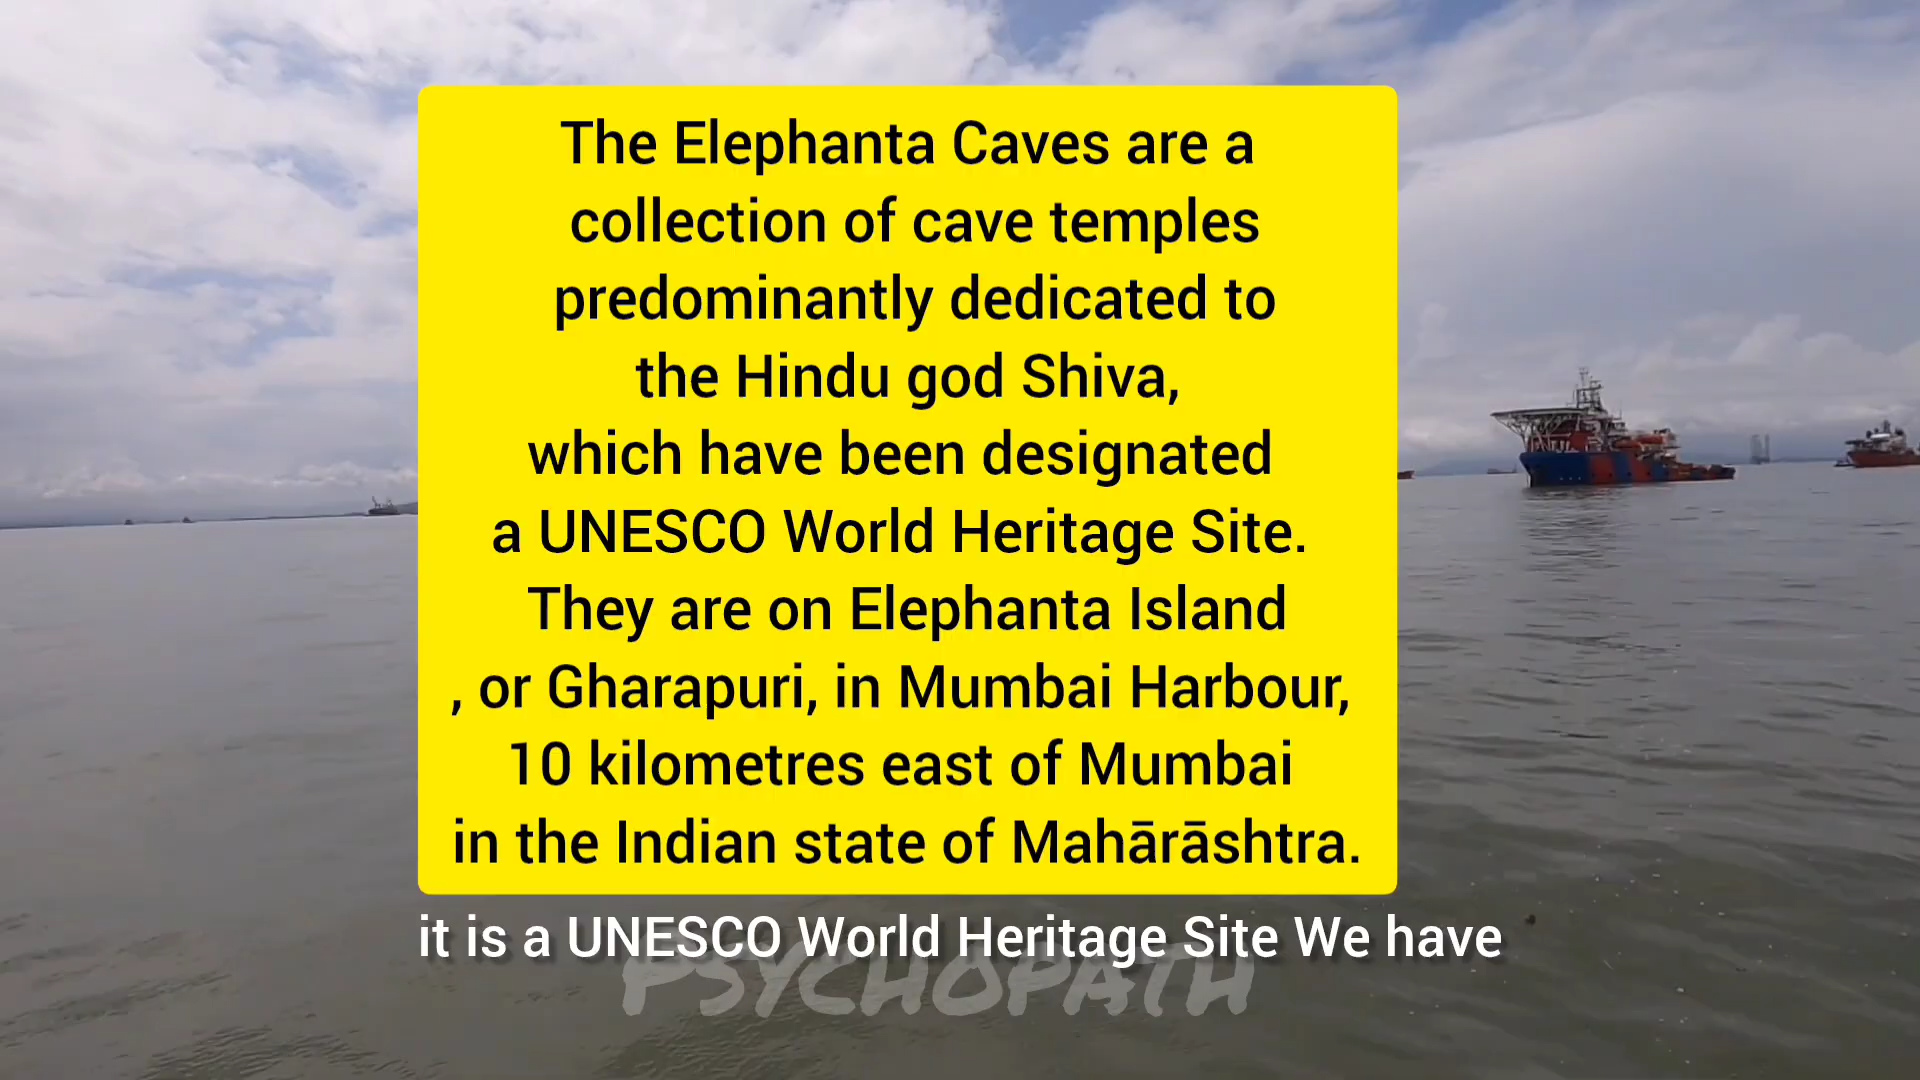 The Elephanta Caves are a
collection of cave temples
predominantly dedicated to
the Hindu god Shiva,
which have been designated
a UNESCO World Heritage Site.
They are on Elephanta Island
, or Gharapuri, in Mumbai Harbour,
10 kilometres east of Mumbai
in the Indian state of Mahārāshtra.
it is a UNESCO World Heritage Site We have
PSYCHOPATH